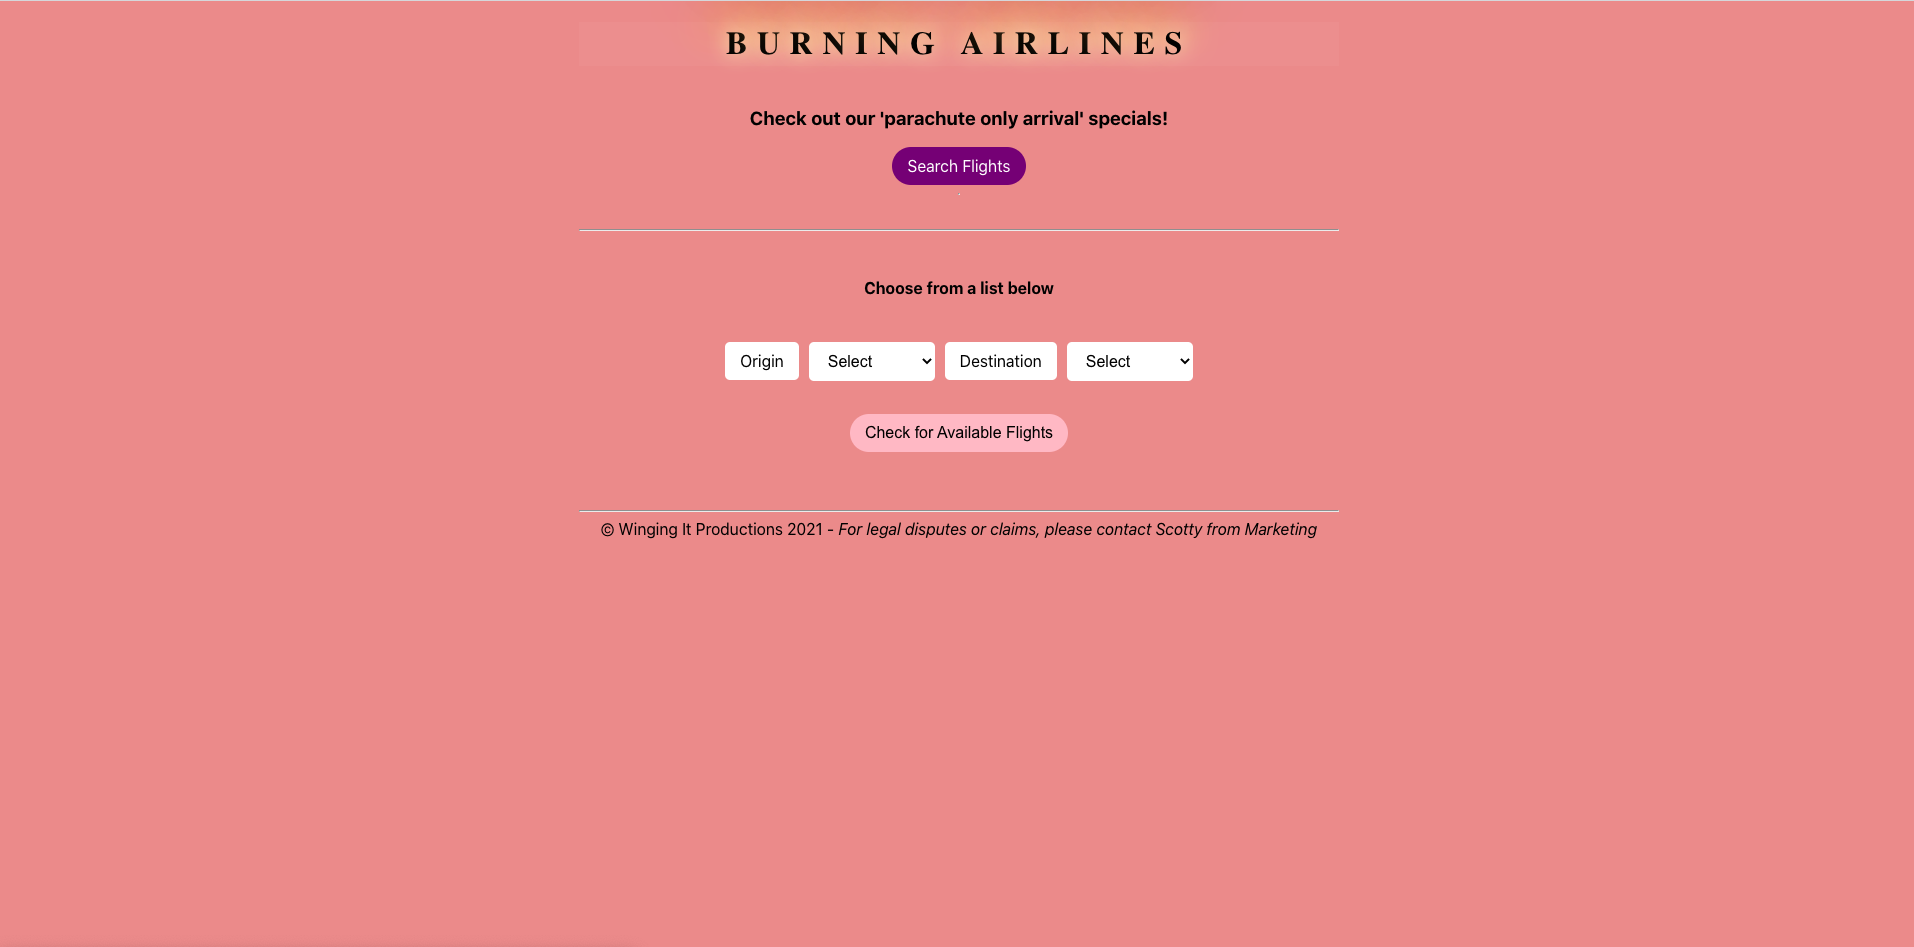 BURNING AIRLINES
Check out our 'parachute only arrival' specials!
Search Flights
Choose from a list below
Origin Select Destination Select
Check for Available Flights
© Winging It Productions 2021 - For legal disputes or claims, please contact Scotty from Marketing